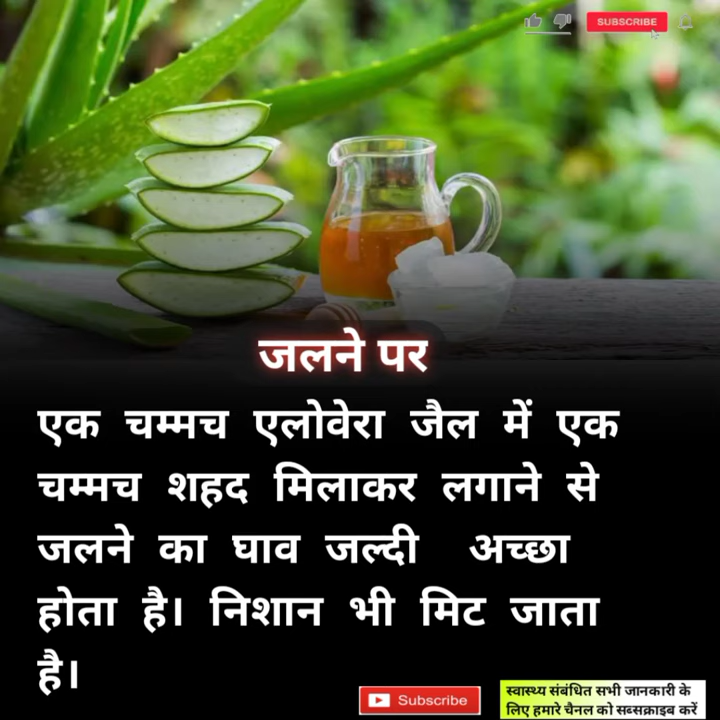 SUBSCRIBE
जलने पर
एक चम्मच एलोवेरा जैल में एक
चम्मच शहद मिलाकर लगाने से
जलने का घाव जल्दी अच्छा
होता है। निशान भी मिट जाता
है।
Subscribe
स्वास्थ्य संबंधित सभी जानकारी के
लिए हमारे चैनल को सब्सक्राइब करें